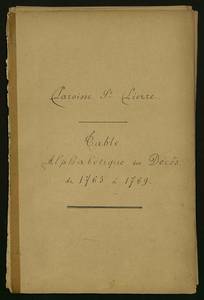 Paroisse St Pierre
Table
Alphabétique des Décès
de 1763 à 1769.